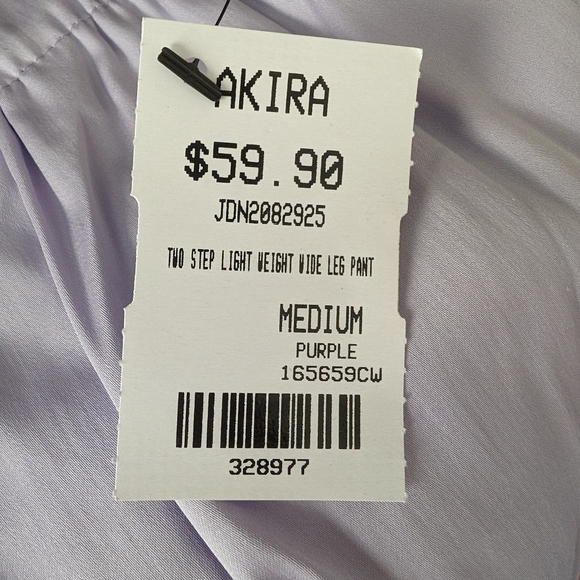 AKIRA
$59.90
JDN2082925
TWO STEP LIGHT WEIGHT WIDE LEG PANT
MEDIUM
PURPLE
165659CW
328977